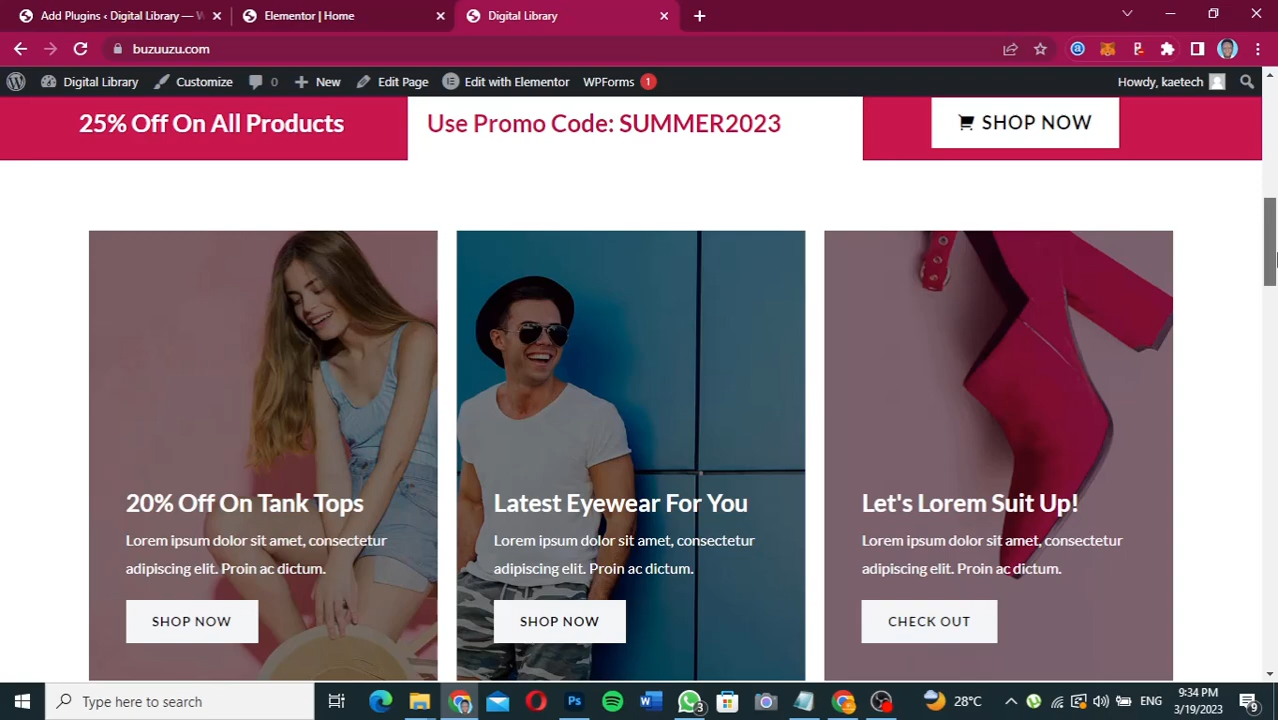 Add Plugins ‹ Digital Library — W
Elementor | Home
Digital Library
buzuuzu.com
Digital Library
Customize
0
New
Edit Page
Edit with Elementor
WPForms
1
Howdy, kaetech
25% Off On All Products
Use Promo Code: SUMMER2023
SHOP NOW
20% Off On Tank Tops
Lorem ipsum dolor sit amet, consectetur
adipiscing elit. Proin ac dictum.
SHOP NOW
Latest Eyewear For You
Lorem ipsum dolor sit amet, consectetur
adipiscing elit. Proin ac dictum.
SHOP NOW
Let's Lorem Suit Up!
Lorem ipsum dolor sit amet, consectetur
adipiscing elit. Proin ac dictum.
CHECK OUT
Type here to search
Ps
3
28°C
ENG
9:34 PM
3/19/2023
9